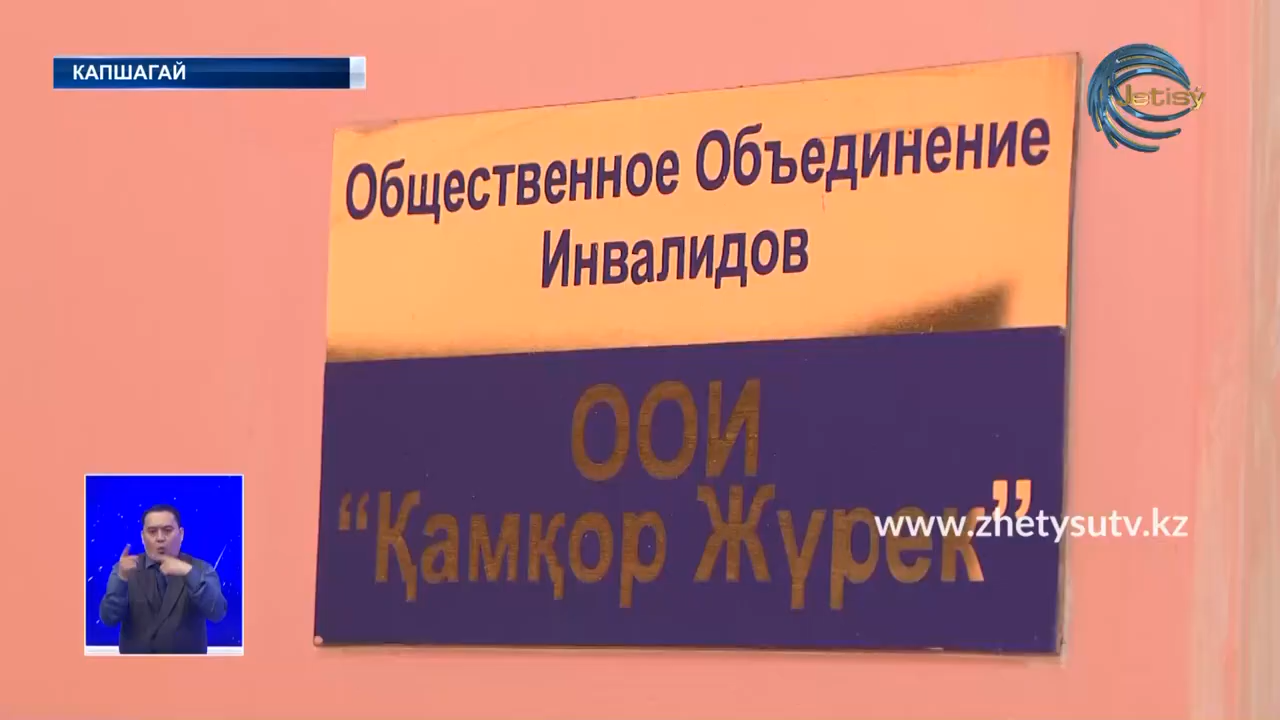 КАПШАГАЙ
Jetisý
Общественное Объединение
Инвалидов
ООИ
“Қамқор Жүрек”
www.zhetysutv.kz